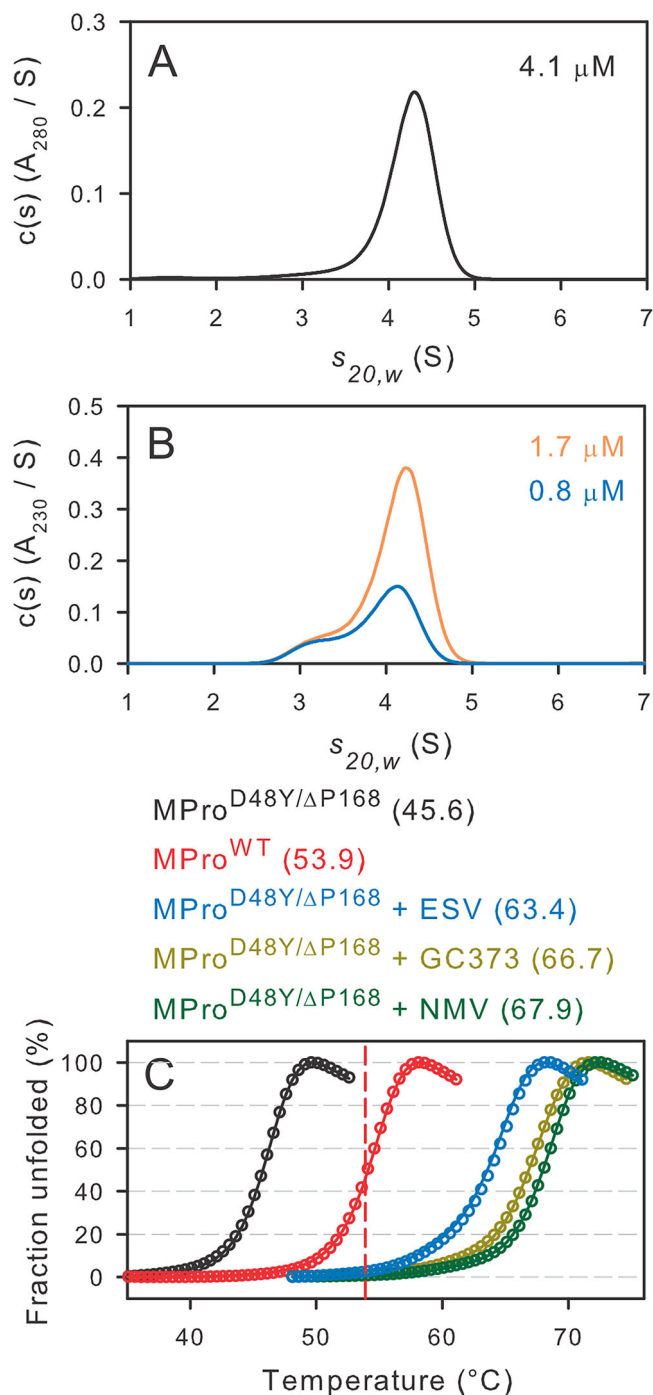 A
4.1 μM
0.3
0.2
0.1
0.0
c(s) (A280 / S)
1 2 3 4 5 6 7
s20,w (S)
B
1.7 μM
0.8 μM
0.5
0.4
0.3
0.2
0.1
0.0
c(s) (A230 / S)
1 2 3 4 5 6 7
s20,w (S)
MProD48Y/ΔP168 (45.6)
MProWT (53.9)
MProD48Y/ΔP168 + ESV (63.4)
MProD48Y/ΔP168 + GC373 (66.7)
MProD48Y/ΔP168 + NMV (67.9)
C
100
80
60
40
20
0
Fraction unfolded (%)
40 50 60 70
Temperature (°C)